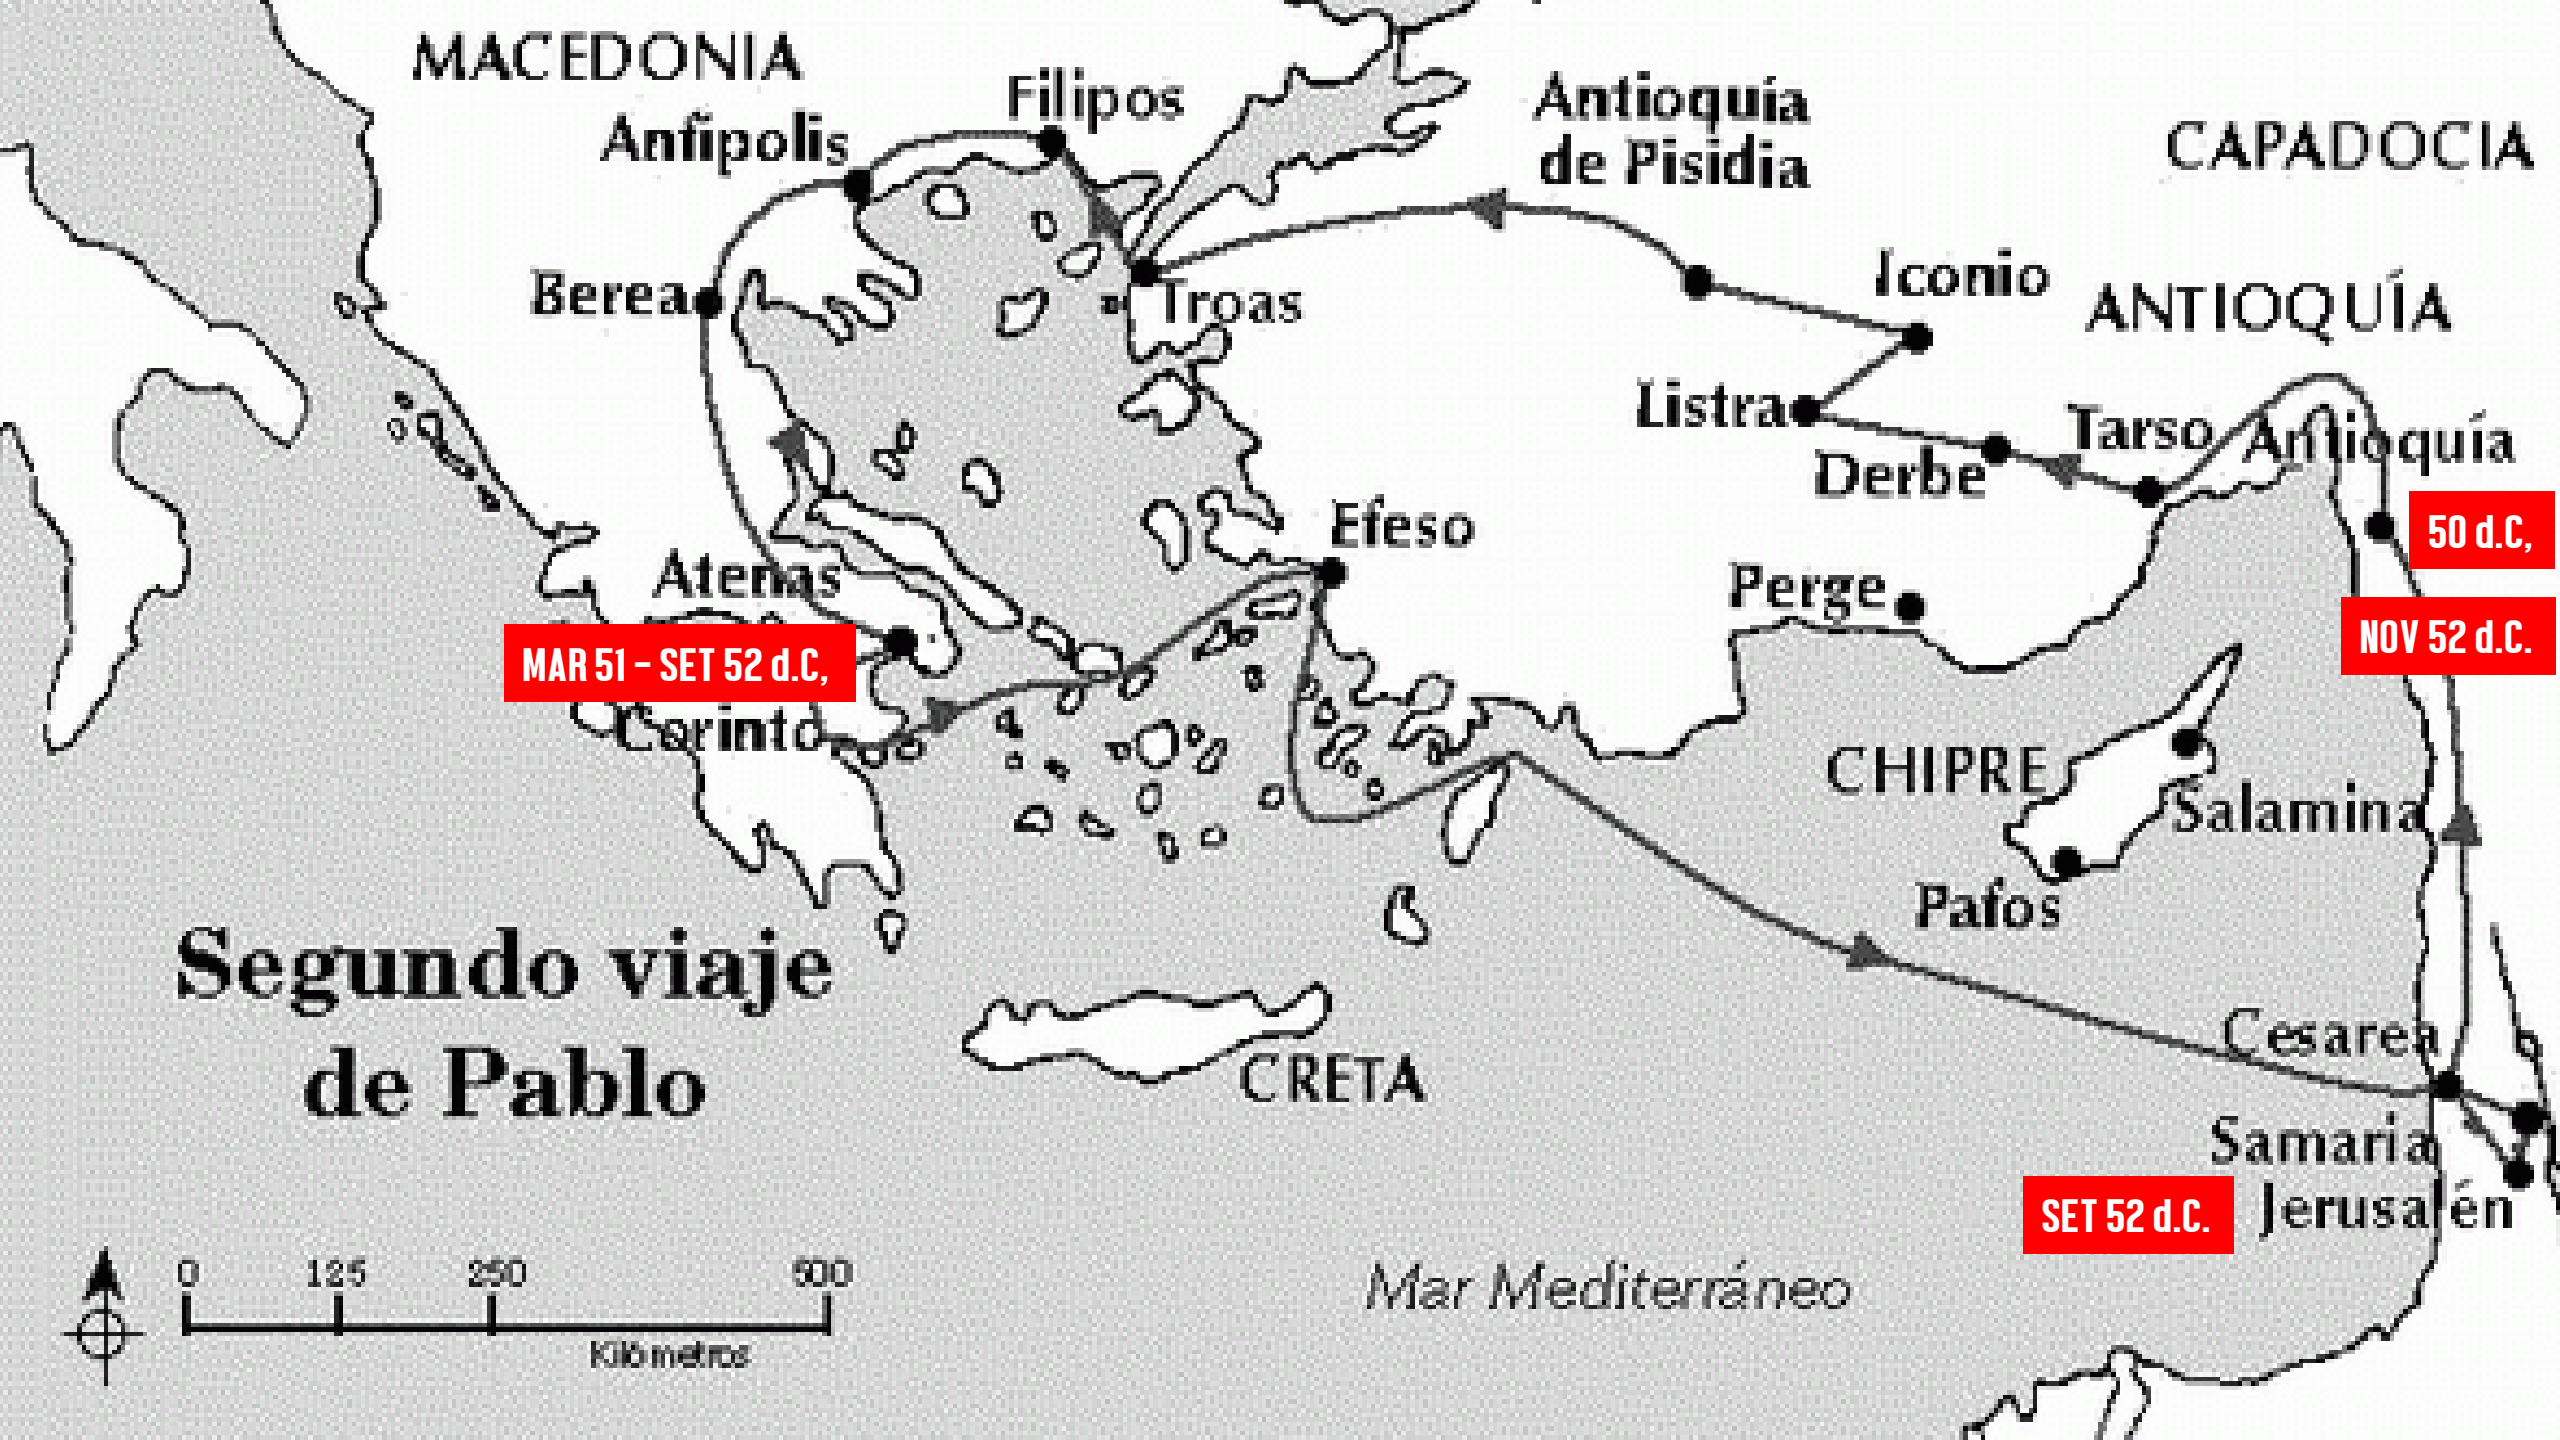 MACEDONIA
Filipos
Anfipolis
Antioquía
de Pisidia
CAPADOCIA
Berea
Troas
Iconio
ANTIOQUÍA
Listra
Tarso
Antioquía
Derbe
50 d.C,
Efeso
Atenas
Perge
NOV 52 d.C.
MAR 51 – SET 52 d.C,
Corinto
CHIPRE
Salamina
Pafos
Segundo viaje
de Pablo
Cesarea
CRETA
Samaria
SET 52 d.C.
Jerusalén
Mar Mediterráneo
0 125 250 500
Kilómetros